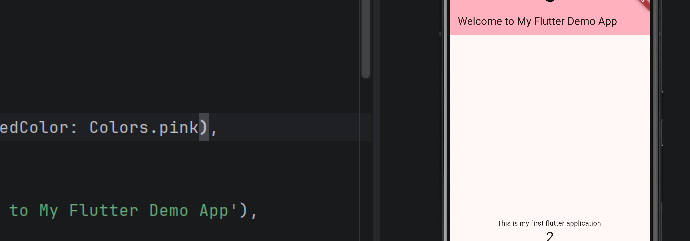 edColor: Colors.pink),
to My Flutter Demo App'),
Welcome to My Flutter Demo App
This is my first flutter application
2